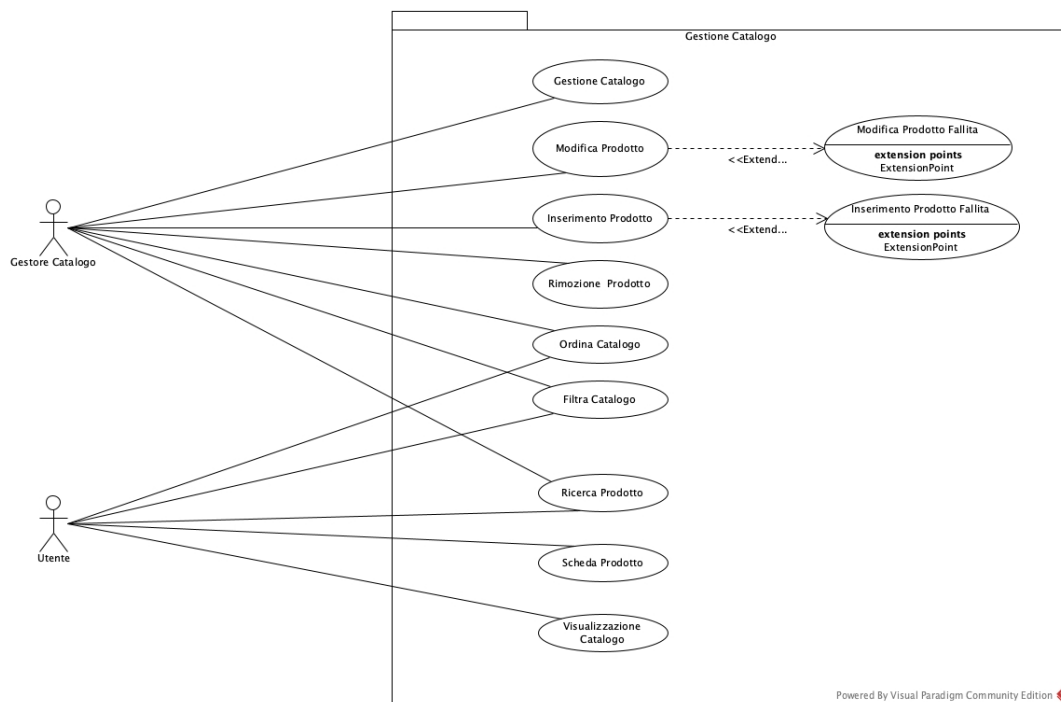 Gestione Catalogo
Gestione Catalogo
Modifica Prodotto
<<Extend...
Modifica Prodotto Fallita
extension points
ExtensionPoint
Inserimento Prodotto
<<Extend...
Inserimento Prodotto Fallita
extension points
ExtensionPoint
Gestore Catalogo
Rimozione Prodotto
Ordina Catalogo
Filtra Catalogo
Ricerca Prodotto
Utente
Scheda Prodotto
Visualizzazione
Catalogo
Powered By Visual Paradigm Community Edition